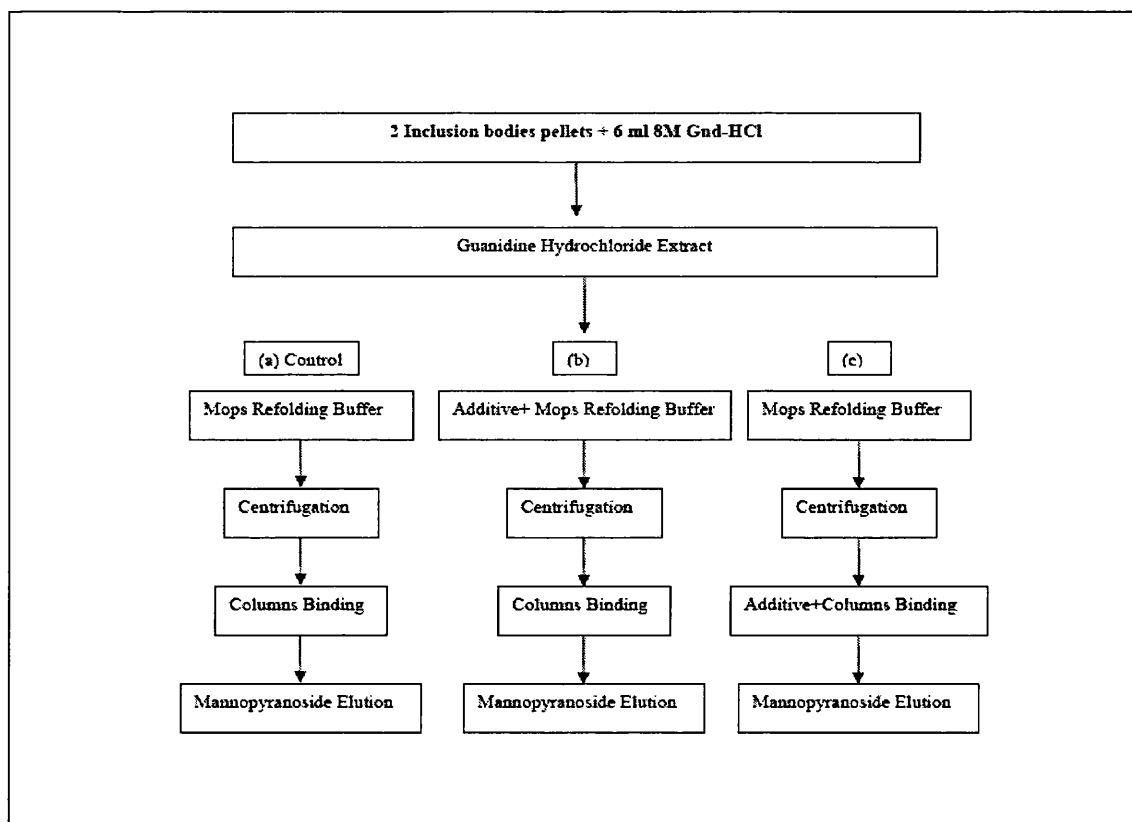 2 Inclusion bodies pellets + 6 ml 8M Gnd-HCl
Guanidine Hydrochloride Extract
(a) Control
(b)
(c)
Mops Refolding Buffer
Additive+ Mops Refolding Buffer
Mops Refolding Buffer
Centrifugation
Centrifugation
Centrifugation
Columns Binding
Columns Binding
Additive+Columns Binding
Mannopyranoside Elution
Mannopyranoside Elution
Mannopyranoside Elution